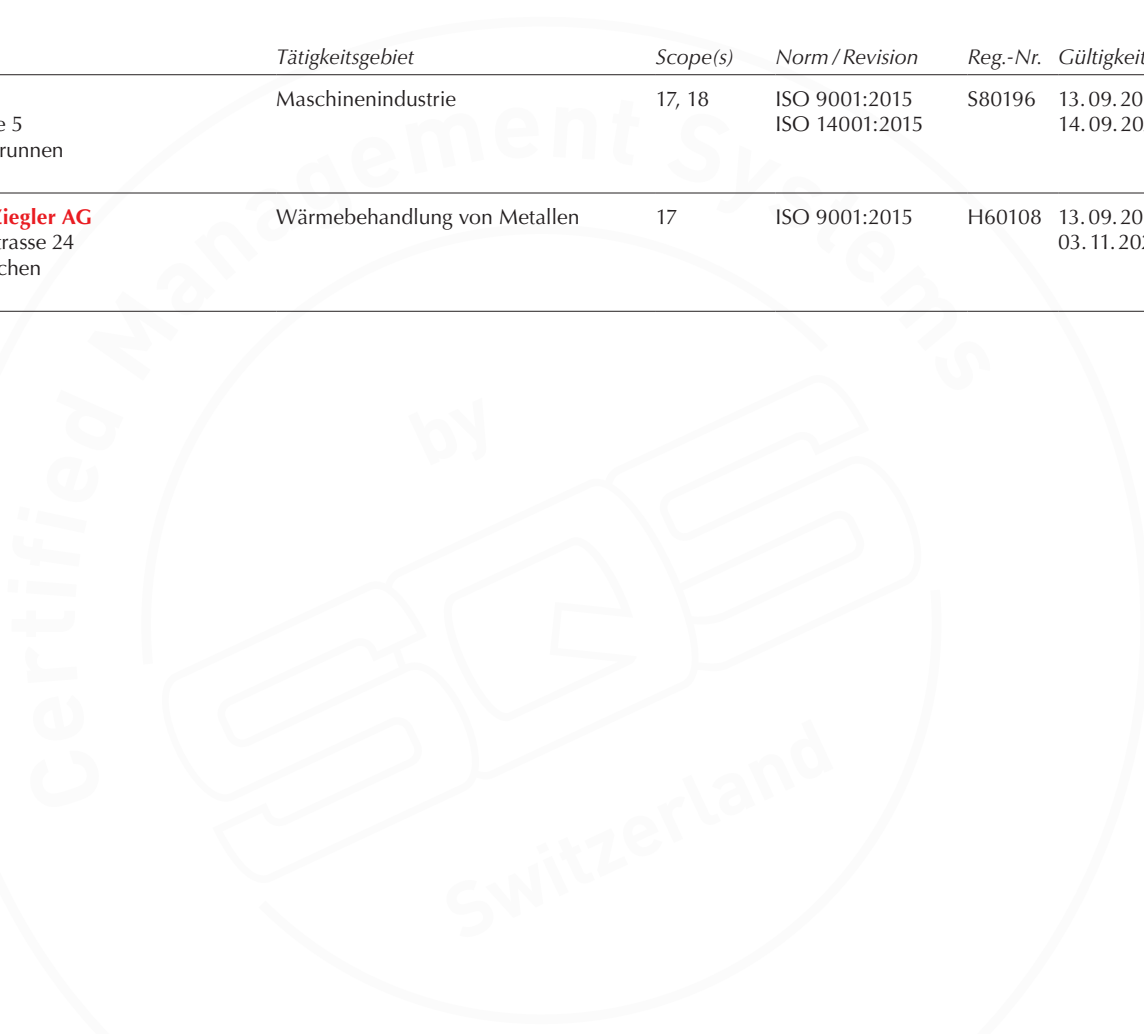 Tätigkeitsgebiet Scope(s) Norm / Revision Reg.-Nr. Gültigkeit
Maschinenindustrie 17, 18 ISO 9001:2015 S80196 13.09.20
e 5 ISO 14001:2015 14.09.20
runnen
Ziegler AG Wärmebehandlung von Metallen 17 ISO 9001:2015 H60108 13.09.20
trasse 24 03.11.202
chen
Certified Management Systems
by
SQS
Switzerland